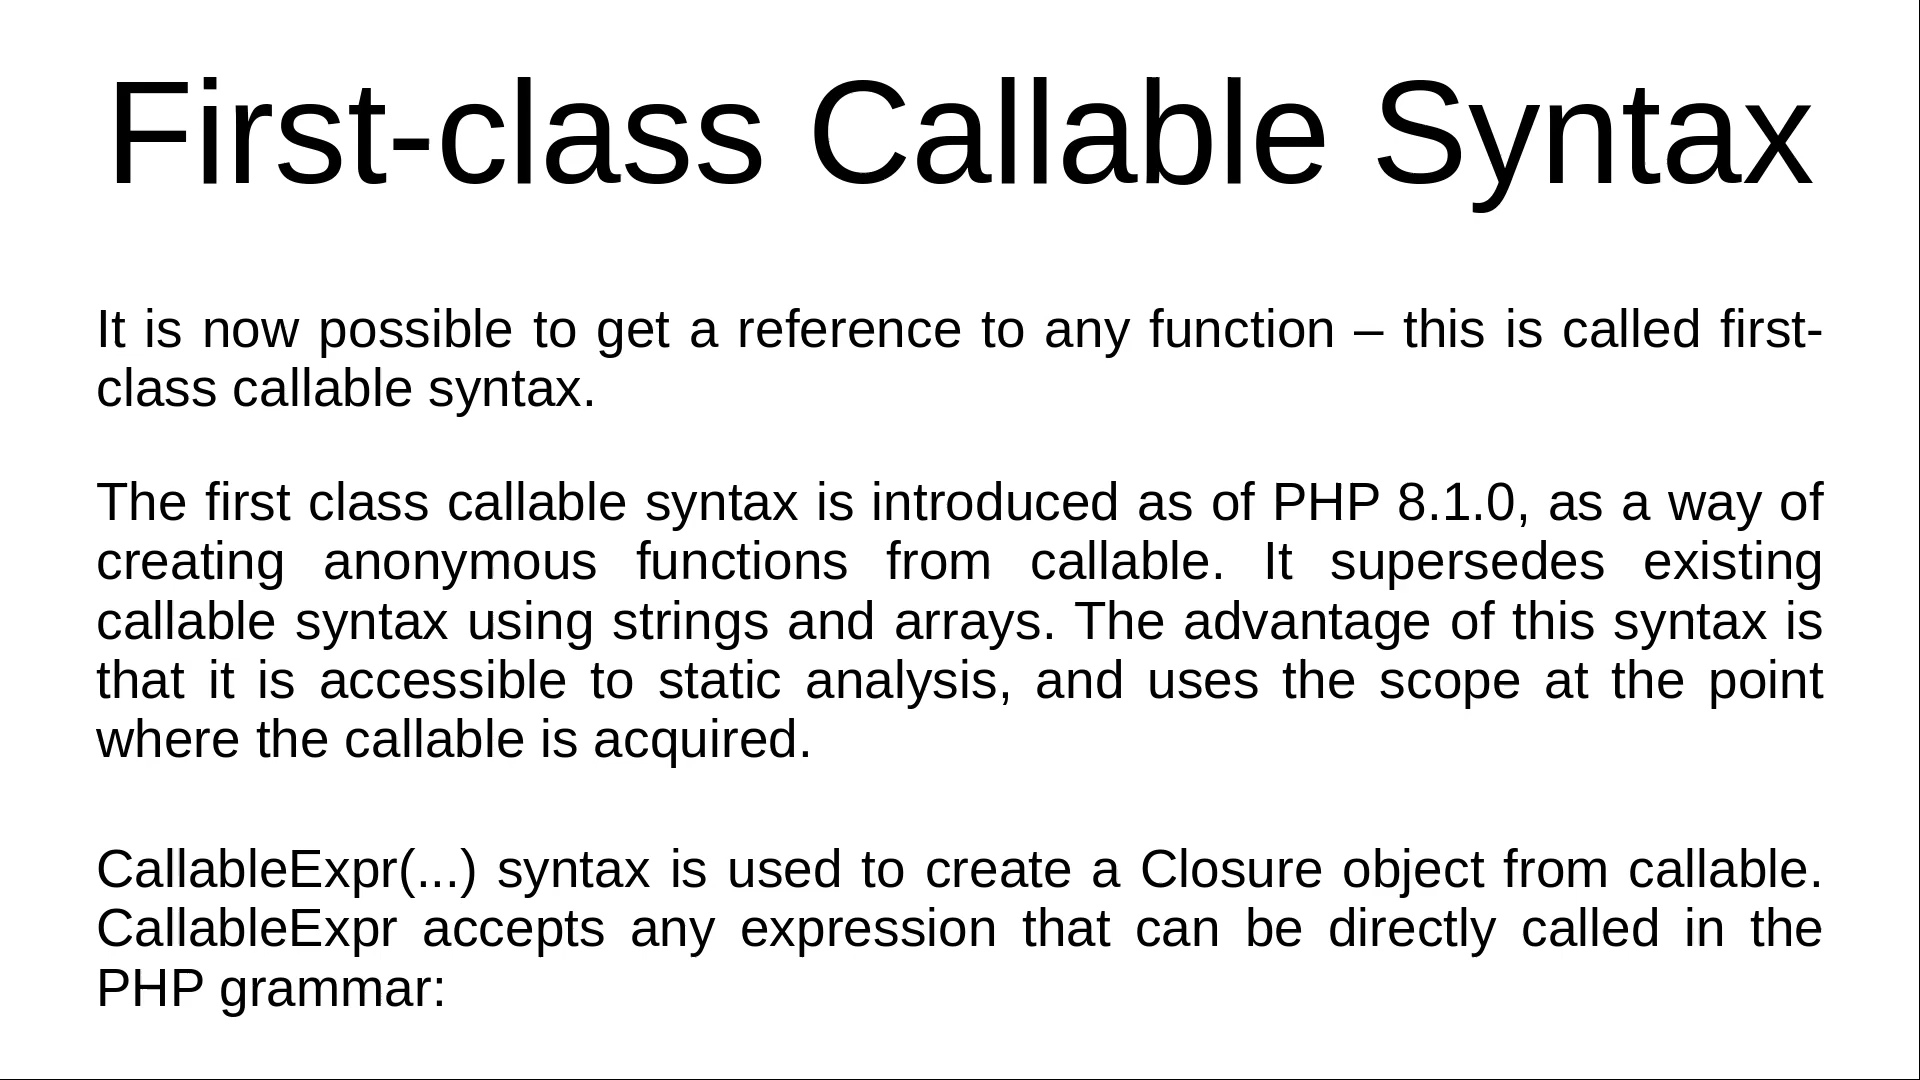 First-class Callable Syntax
It is now possible to get a reference to any function – this is called first-
class callable syntax.
The first class callable syntax is introduced as of PHP 8.1.0, as a way of
creating anonymous functions from callable. It supersedes existing
callable syntax using strings and arrays. The advantage of this syntax is
that it is accessible to static analysis, and uses the scope at the point
where the callable is acquired.
CallableExpr(...) syntax is used to create a Closure object from callable.
CallableExpr accepts any expression that can be directly called in the
PHP grammar: